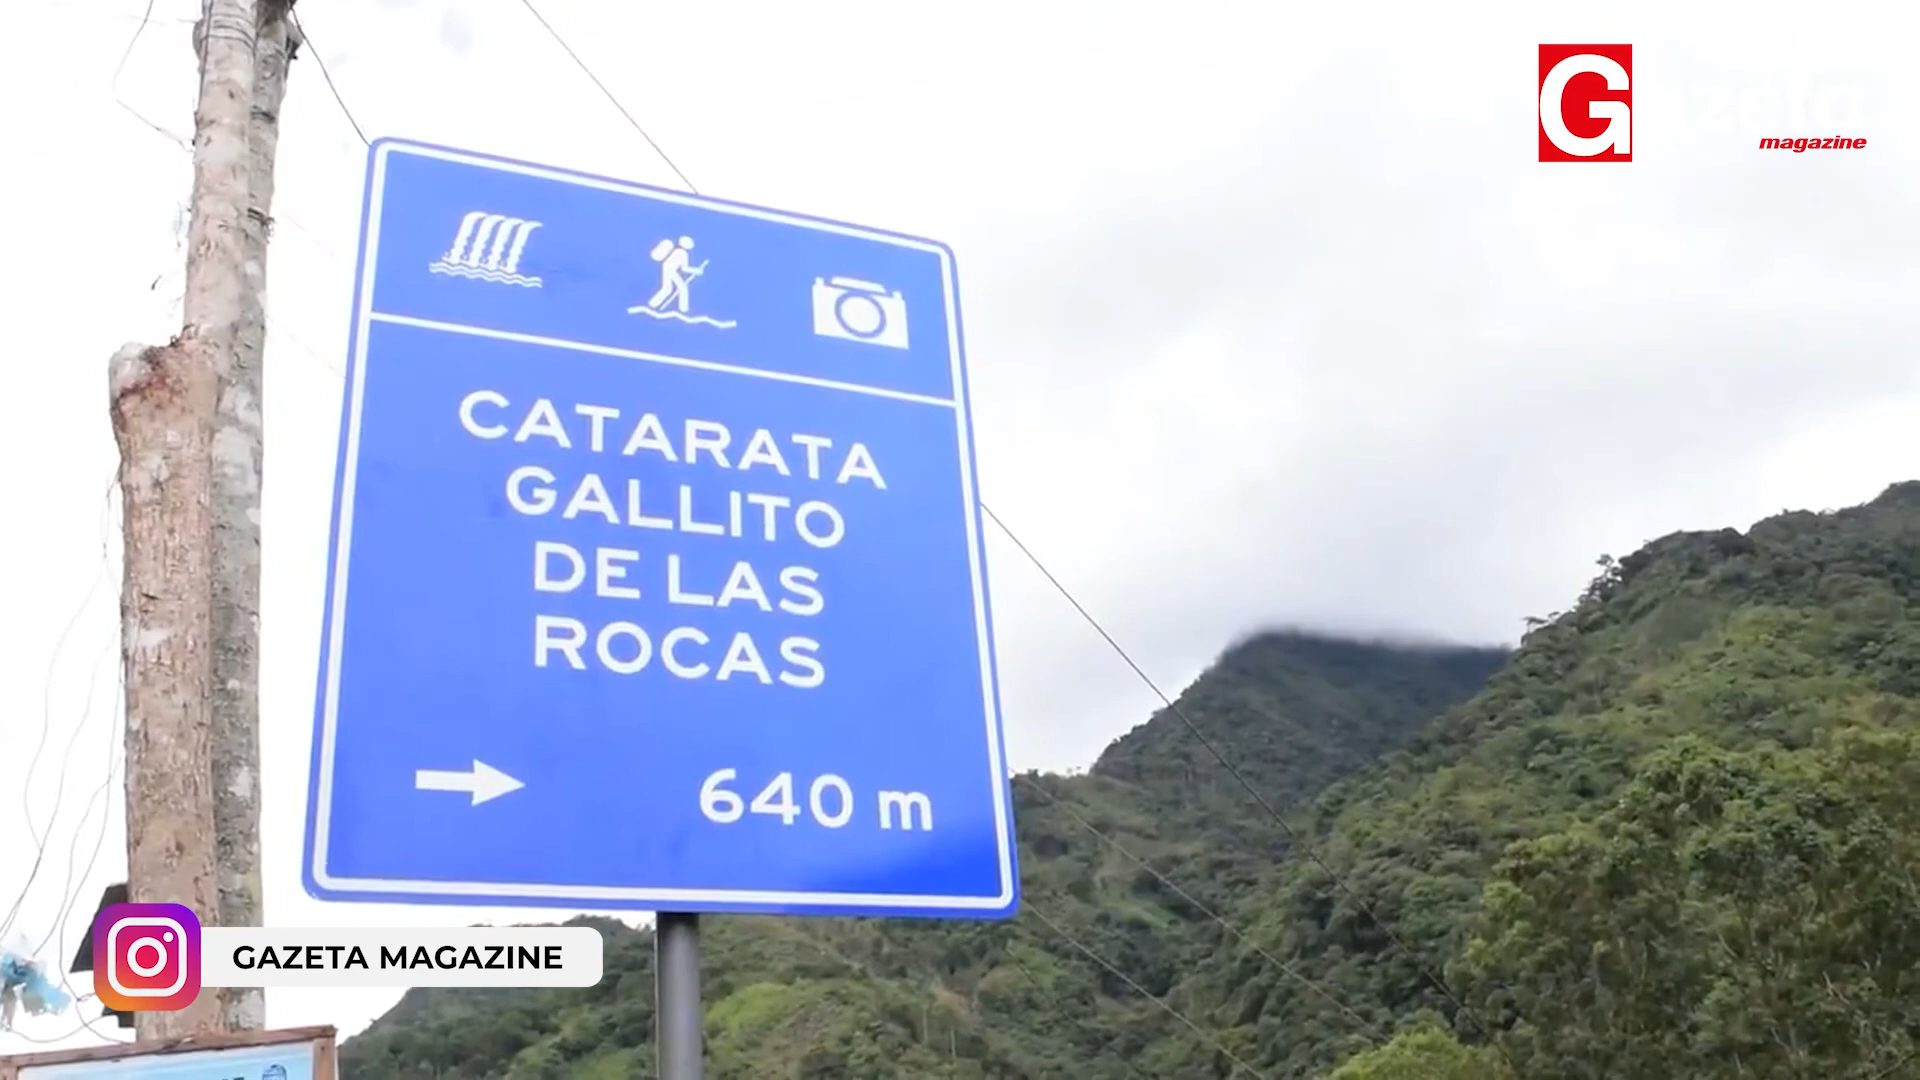 G
magazine
CATARATA
GALLITO
DE LAS
ROCAS
640 m
GAZETA MAGAZINE